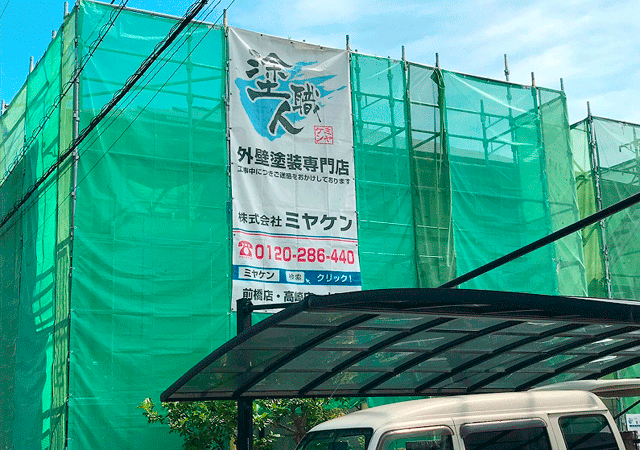 塗職人
ミヤケン
外壁塗装専門店
工事中につきご迷惑をおかけしております
株式会社 ミヤケン
☎0120-286-440
ミヤケン 検索 クリック!
前橋店・高崎